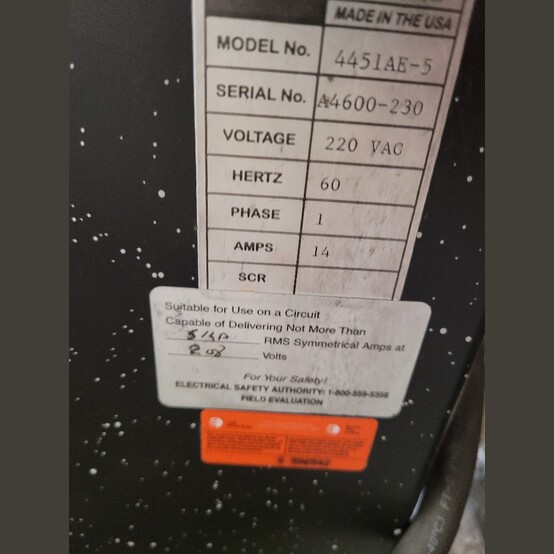 MADE IN THE USA
MODEL No. 4451AE-5
SERIAL No. A4600-230
VOLTAGE 220 VAC
HERTZ 60
PHASE 1
AMPS 14
SCR
Suitable for Use on a Circuit
Capable of Delivering Not More Than
5 kA RMS Symmetrical Amps at
208 Volts
For Your Safety!
ELECTRICAL SAFETY AUTHORITY: 1-800-559-5356
FIELD EVALUATION